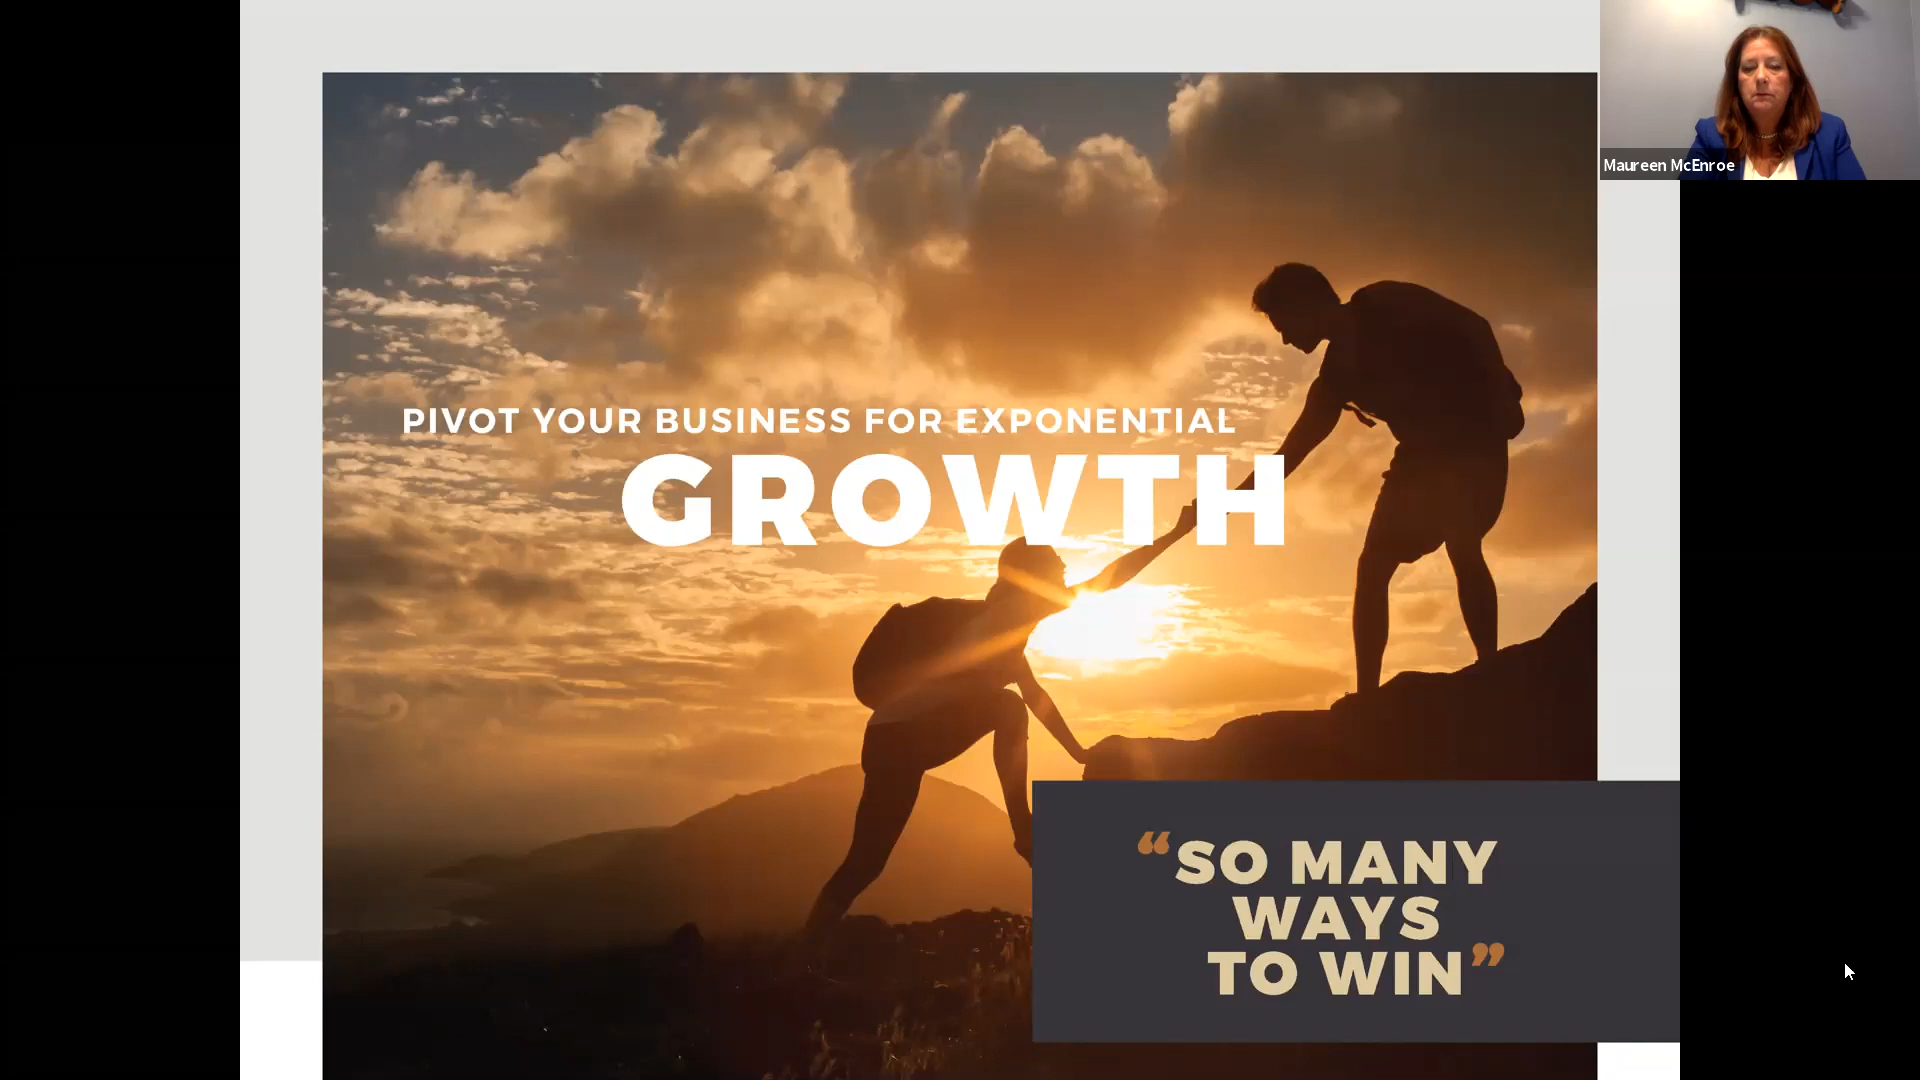 PIVOT YOUR BUSINESS FOR EXPONENTIAL
GROWTH
“SO MANY
WAYS
TO WIN”
Maureen McEnroe